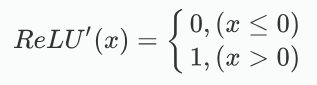 ReLU'(x) = { 0, (x ≤ 0)
1, (x > 0)